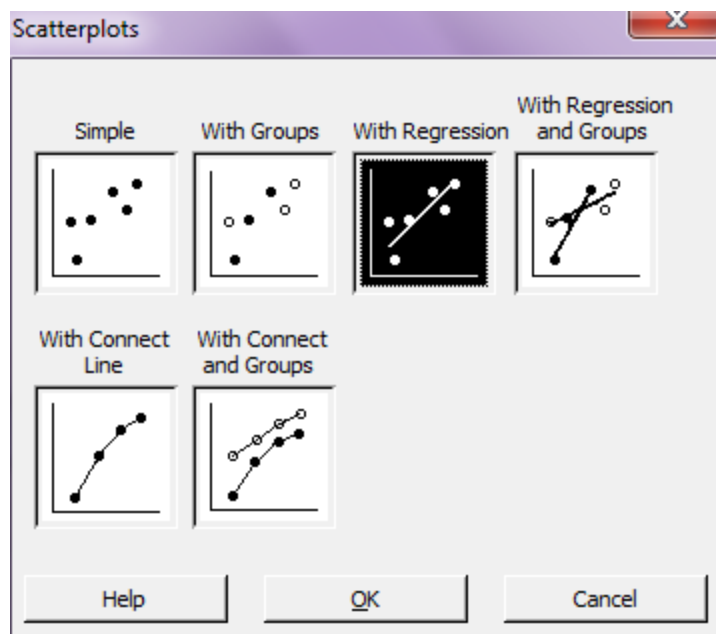 Scatterplots
X
Simple
With Groups
With Regression
With Regression
and Groups
With Connect
Line
With Connect
and Groups
Help
OK
Cancel